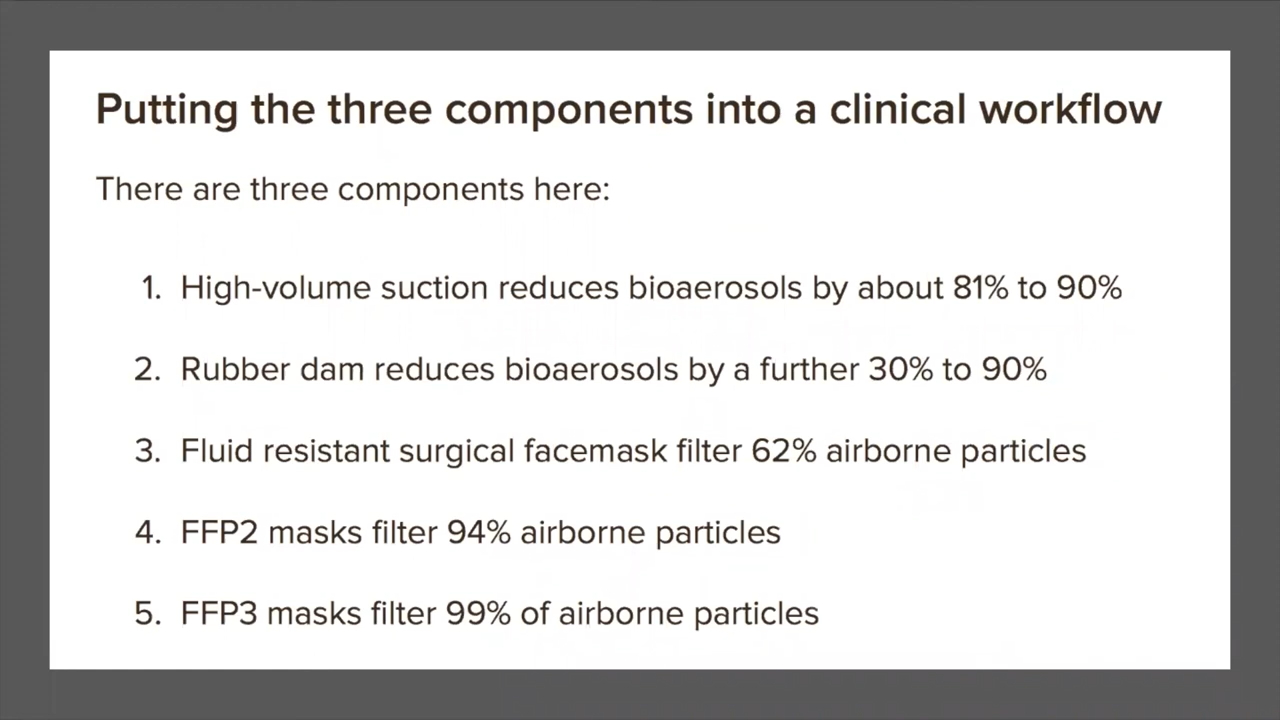 Putting the three components into a clinical workflow
There are three components here:
1. High-volume suction reduces bioaerosols by about 81% to 90%
2. Rubber dam reduces bioaerosols by a further 30% to 90%
3. Fluid resistant surgical facemask filter 62% airborne particles
4. FFP2 masks filter 94% airborne particles
5. FFP3 masks filter 99% of airborne particles